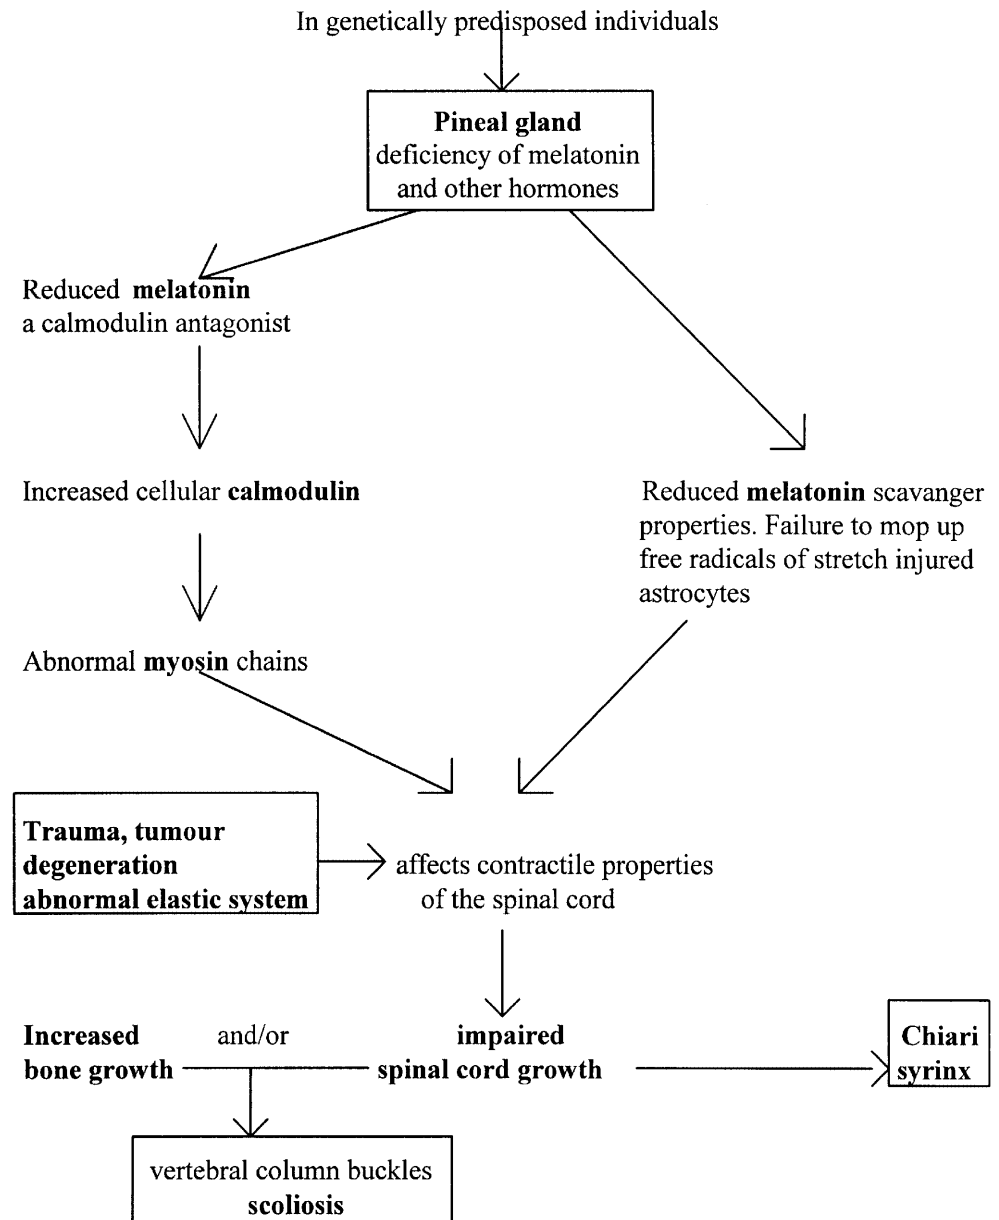 In genetically predisposed individuals
Pineal gland
deficiency of melatonin
and other hormones
Reduced melatonin
a calmodulin antagonist
Increased cellular calmodulin
Reduced melatonin scavanger
properties. Failure to mop up
free radicals of stretch injured
astrocytes
Abnormal myosin chains
Trauma, tumour
degeneration
abnormal elastic system
affects contractile properties
of the spinal cord
Increased
bone growth
and/or
impaired
spinal cord growth
Chiari
syrinx
vertebral column buckles
scoliosis